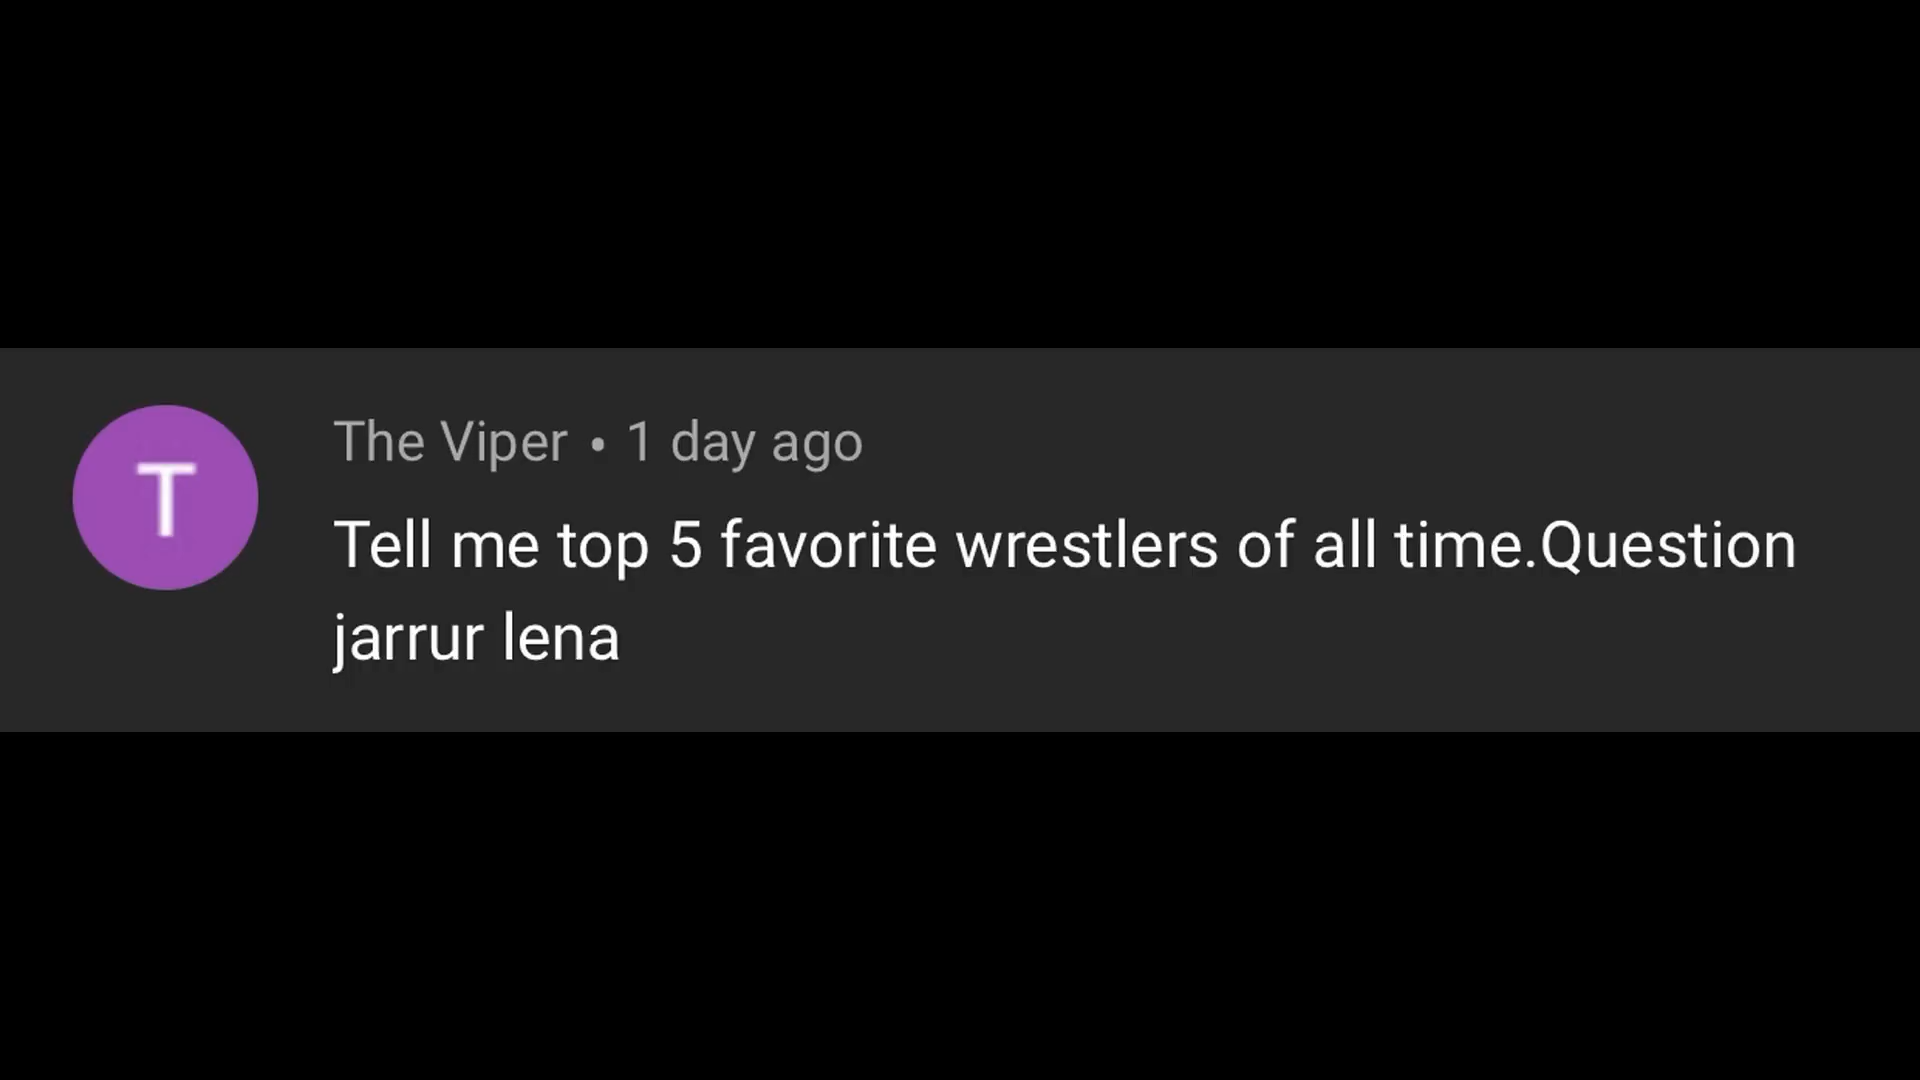 T
The Viper • 1 day ago
Tell me top 5 favorite wrestlers of all time.Question
jarrur lena